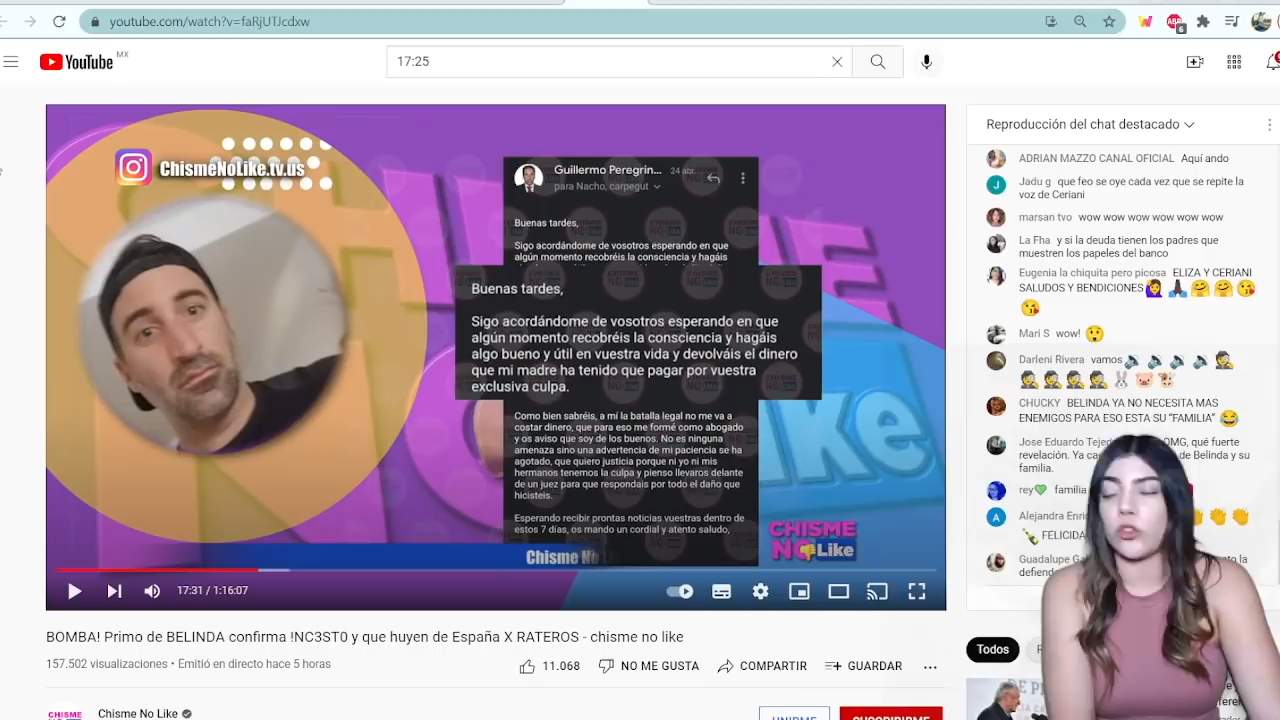 youtube.com/watch?v=faRjUTJcdxw
YouTube MX
17:25
ChismeNoLike.tv.us
Guillermo Peregrin... 24 abr.
para Nacho, carpegut
Buenas tardes,
Sigo acordándome de vosotros esperando en que
algún momento recobréis la consciencia y hagáis
Buenas tardes,
Sigo acordándome de vosotros esperando en que
algún momento recobréis la consciencia y hagáis
algo bueno y útil en vuestra vida y devolváis el dinero
que mi madre ha tenido que pagar por vuestra
exclusiva culpa.
Como bien sabréis, a mí la batalla legal no me va a
costar dinero, que para eso me formé como abogado
y os aviso que soy de los buenos. No es ninguna
amenaza sino una advertencia de mi paciencia se ha
agotado, que quiero justicia porque ni yo ni mis
hermanos tenemos la culpa y pienso llevaros delante
de un juez para que respondais por todo el daño que
hicisteis.
Esperando recibir prontas noticias vuestras dentro de
estos 7 días, os mando un cordial y atento saludo,
Chisme No
CHISME
NO Like
17:31 / 1:16:07
BOMBA! Primo de BELINDA confirma !NC3ST0 y que huyen de España X RATEROS - chisme no like
157.502 visualizaciones • Emitió en directo hace 5 horas
11.068 NO ME GUSTA COMPARTIR GUARDAR
CHISME
Chisme No Like
UNIRME SUSCRIBIRME
Reproducción del chat destacado
ADRIAN MAZZO CANAL OFICIAL Aquí ando
Jadu g que feo se oye cada vez que se repite la
voz de Ceriani
marsan tvo wow wow wow wow wow wow
La Fha y si la deuda tienen los padres que
muestren los papeles del banco
Eugenia la chiquita pero picosa ELIZA Y CERIANI
SALUDOS Y BENDICIONES
Mari S wow!
Darleni Rivera vamos
CHUCKY BELINDA YA NO NECESITA MAS
ENEMIGOS PARA ESO ESTA SU “FAMILIA”
Jose Eduardo OMG, qué fuerte
revelación. Ya de Belinda y su
familia.
rey familia
Alejandra
FELICIDA
Guadalupe la
defiende
Todos